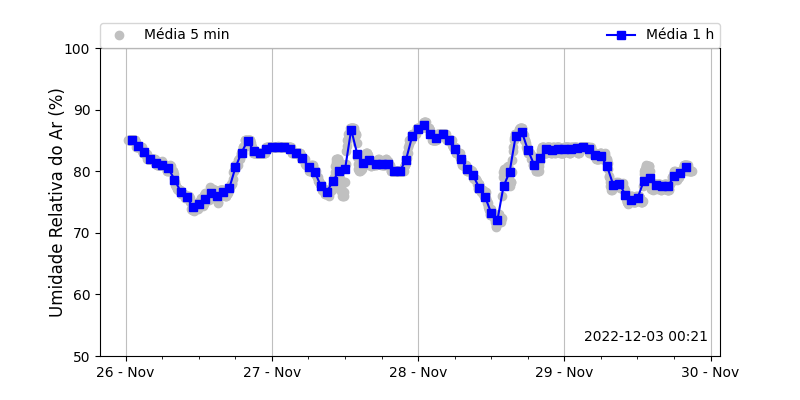 Média 5 min Média 1 h
Umidade Relativa do Ar (%)
100
90
80
70
60
50
2022-12-03 00:21
26 - Nov 27 - Nov 28 - Nov 29 - Nov 30 - Nov